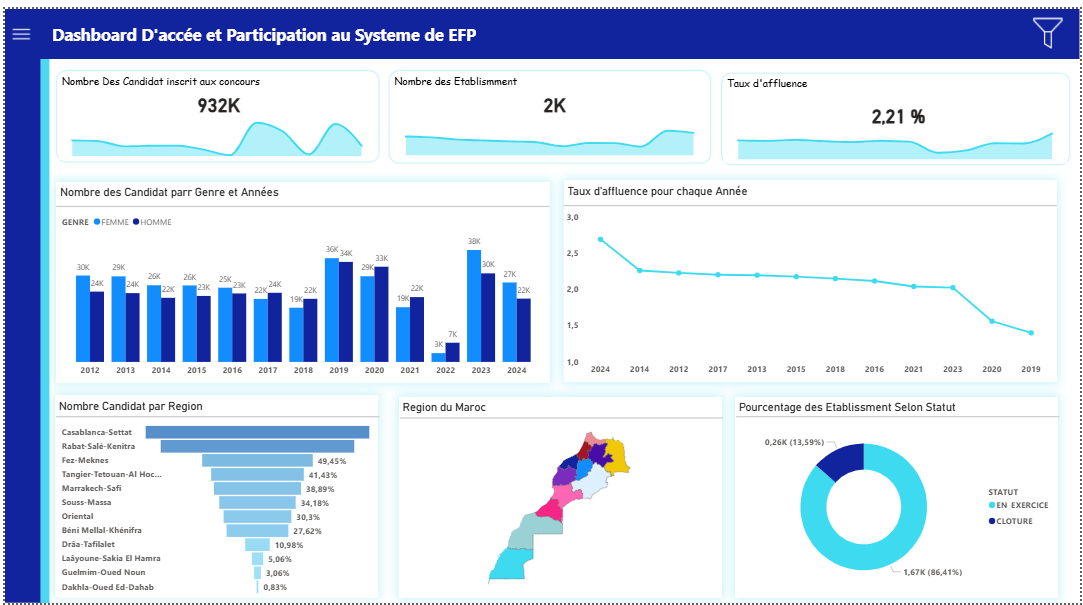 Dashboard D'accée et Participation au Systeme de EFP
Nombre Des Candidat inscrit aux concours
932K
Nombre des Etablismment
2K
Taux d'affluence
2,21 %
Nombre des Candidat parr Genre et Années
GENRE FEMME HOMME
30K 24K 29K 24K 26K 22K 26K 23K 25K 23K 22K 24K 19K 22K 36K 34K 29K 33K 19K 22K 3K 7K 38K 30K 27K 22K
2012 2013 2014 2015 2016 2017 2018 2019 2020 2021 2022 2023 2024
Taux d'affluence pour chaque Année
3,0
2,5
2,0
1,5
1,0
2024 2014 2012 2017 2013 2015 2018 2016 2021 2023 2020 2019
Nombre Candidat par Region
Casablanca-Settat
Rabat-Salé-Kenitra
Fez-Meknes 49,45%
Tangier-Tetouan-Al Hoc... 41,43%
Marrakech-Safi 38,89%
Souss-Massa 34,18%
Oriental 30,3%
Béni Mellal-Khénifra 27,62%
Drâa-Tafilalet 10,98%
Laâyoune-Sakia El Hamra 5,06%
Guelmim-Oued Noun 3,06%
Dakhla-Oued Ed-Dahab 0,83%
Region du Maroc
Pourcentage des Etablissment Selon Statut
0,26K (13,59%)
1,67K (86,41%)
STATUT
EN EXERCICE
CLOTURE